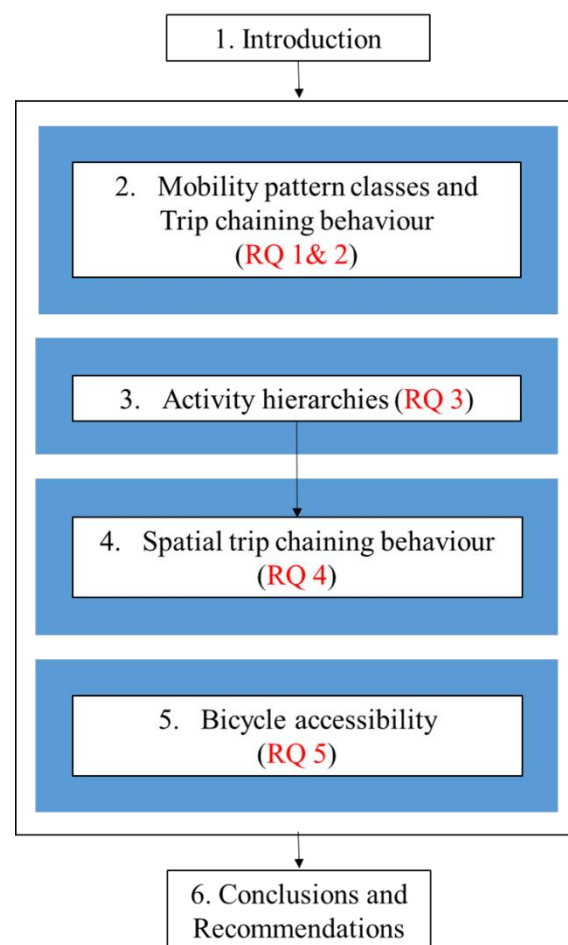 1. Introduction
2. Mobility pattern classes and
Trip chaining behaviour
(RQ 1& 2)
3. Activity hierarchies (RQ 3)
4. Spatial trip chaining behaviour
(RQ 4)
5. Bicycle accessibility
(RQ 5)
6. Conclusions and
Recommendations